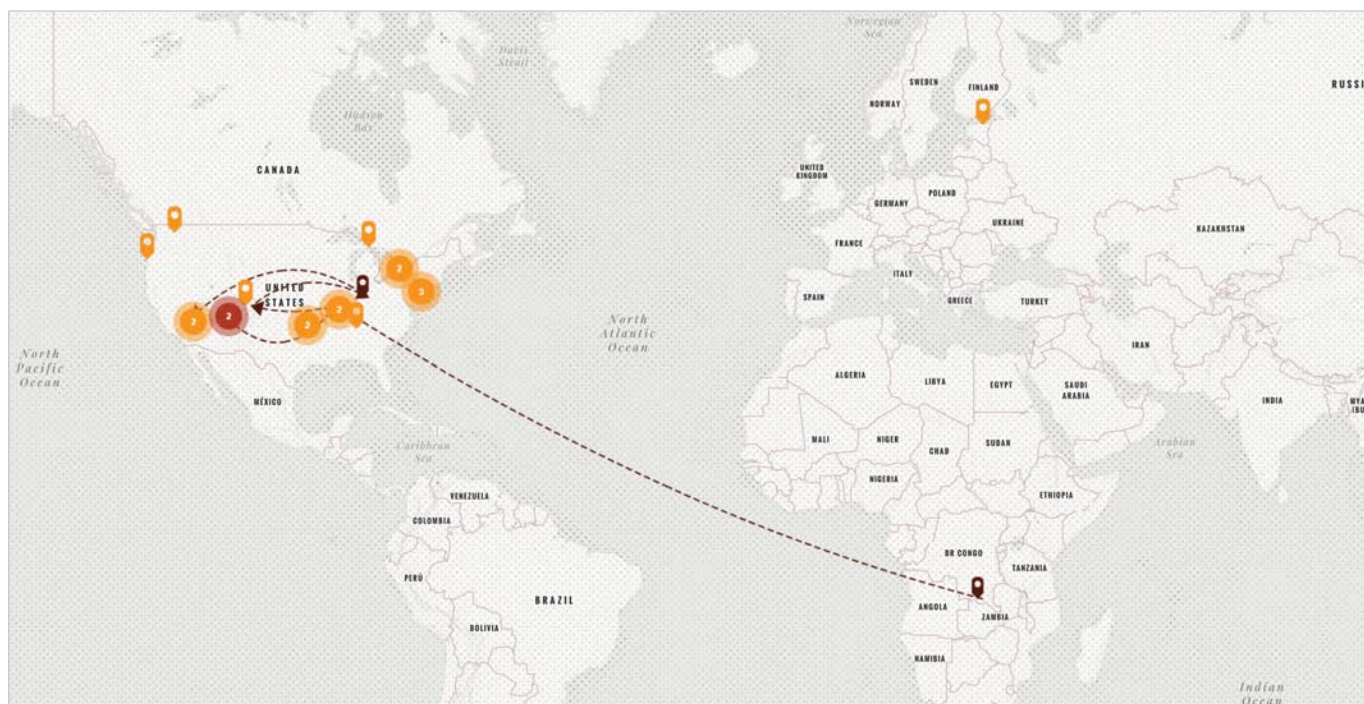 Norwegian
Sea
Davis
Strait
SWEDEN
FINLAND
RUSSI
NORWAY
Hudson
Bay
CANADA
UNITED
KINGDOM
POLAND
GERMANY
UKRAINE
KAZAKHSTAN
FRANCE
ITALY
2
UNITED
STATES
3
SPAIN
GREECE
TURKEY
2
2
2
2
North
Atlantic
Ocean
North
Pacific
Ocean
IRAN
ALGERIA
LIBYA
EGYPT
SAUDI
ARABIA
INDIA
MYA
(BU
MÉXICO
Caribbean
Sea
MALI
NIGER
CHAD
SUDAN
Arabian
Sea
NIGERIA
ETHIOPIA
VENEZUELA
COLOMBIA
DR CONGO
TANZANIA
PERÚ
BRAZIL
ANGOLA
ZAMBIA
BOLIVIA
NAMIBIA
Indian
Ocean